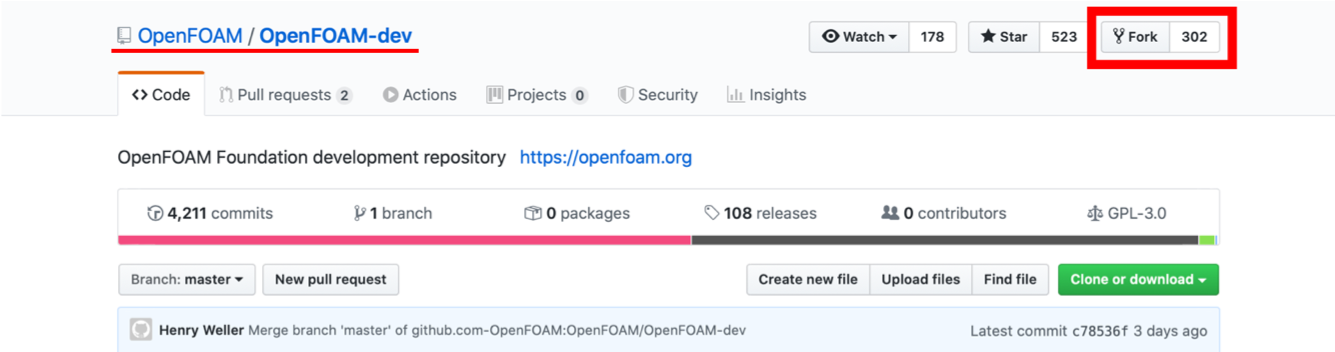 OpenFOAM / OpenFOAM-dev Watch 178 Star 523 Fork 302
<> Code Pull requests 2 Actions Projects 0 Security Insights
OpenFOAM Foundation development repository https://openfoam.org
4,211 commits 1 branch 0 packages 108 releases 0 contributors GPL-3.0
Branch: master New pull request Create new file Upload files Find file Clone or download
Henry Weller Merge branch 'master' of github.com-OpenFOAM:OpenFOAM/OpenFOAM-dev Latest commit c78536f 3 days ago